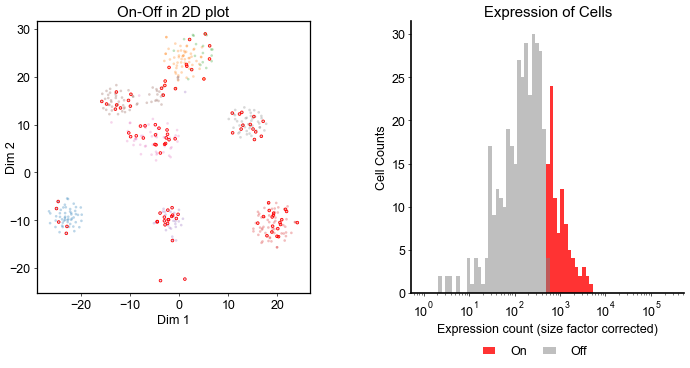 On-Off in 2D plot
30
20
10
0
−10
−20
−20 −10 0 10 20
Dim 2
Dim 1
Expression of Cells
30
25
20
15
10
5
0
10^0 10^1 10^2 10^3 10^4 10^5
Cell Counts
Expression count (size factor corrected)
On Off